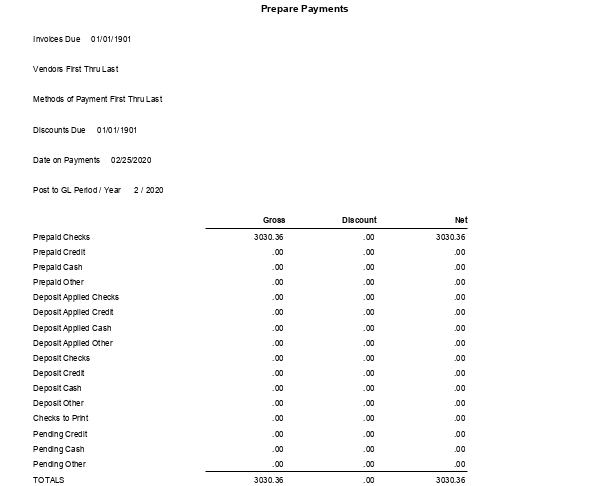 Prepare Payments
Invoices Due 01/01/1901
Vendors First Thru Last
Methods of Payment First Thru Last
Discounts Due 01/01/1901
Date on Payments 02/25/2020
Post to GL Period / Year 2 / 2020
Gross Discount Net
Prepaid Checks 3030.36 .00 3030.36
Prepaid Credit .00 .00 .00
Prepaid Cash .00 .00 .00
Prepaid Other .00 .00 .00
Deposit Applied Checks .00 .00 .00
Deposit Applied Credit .00 .00 .00
Deposit Applied Cash .00 .00 .00
Deposit Applied Other .00 .00 .00
Deposit Checks .00 .00 .00
Deposit Credit .00 .00 .00
Deposit Cash .00 .00 .00
Deposit Other .00 .00 .00
Checks to Print .00 .00 .00
Pending Credit .00 .00 .00
Pending Cash .00 .00 .00
Pending Other .00 .00 .00
TOTALS 3030.36 .00 3030.36